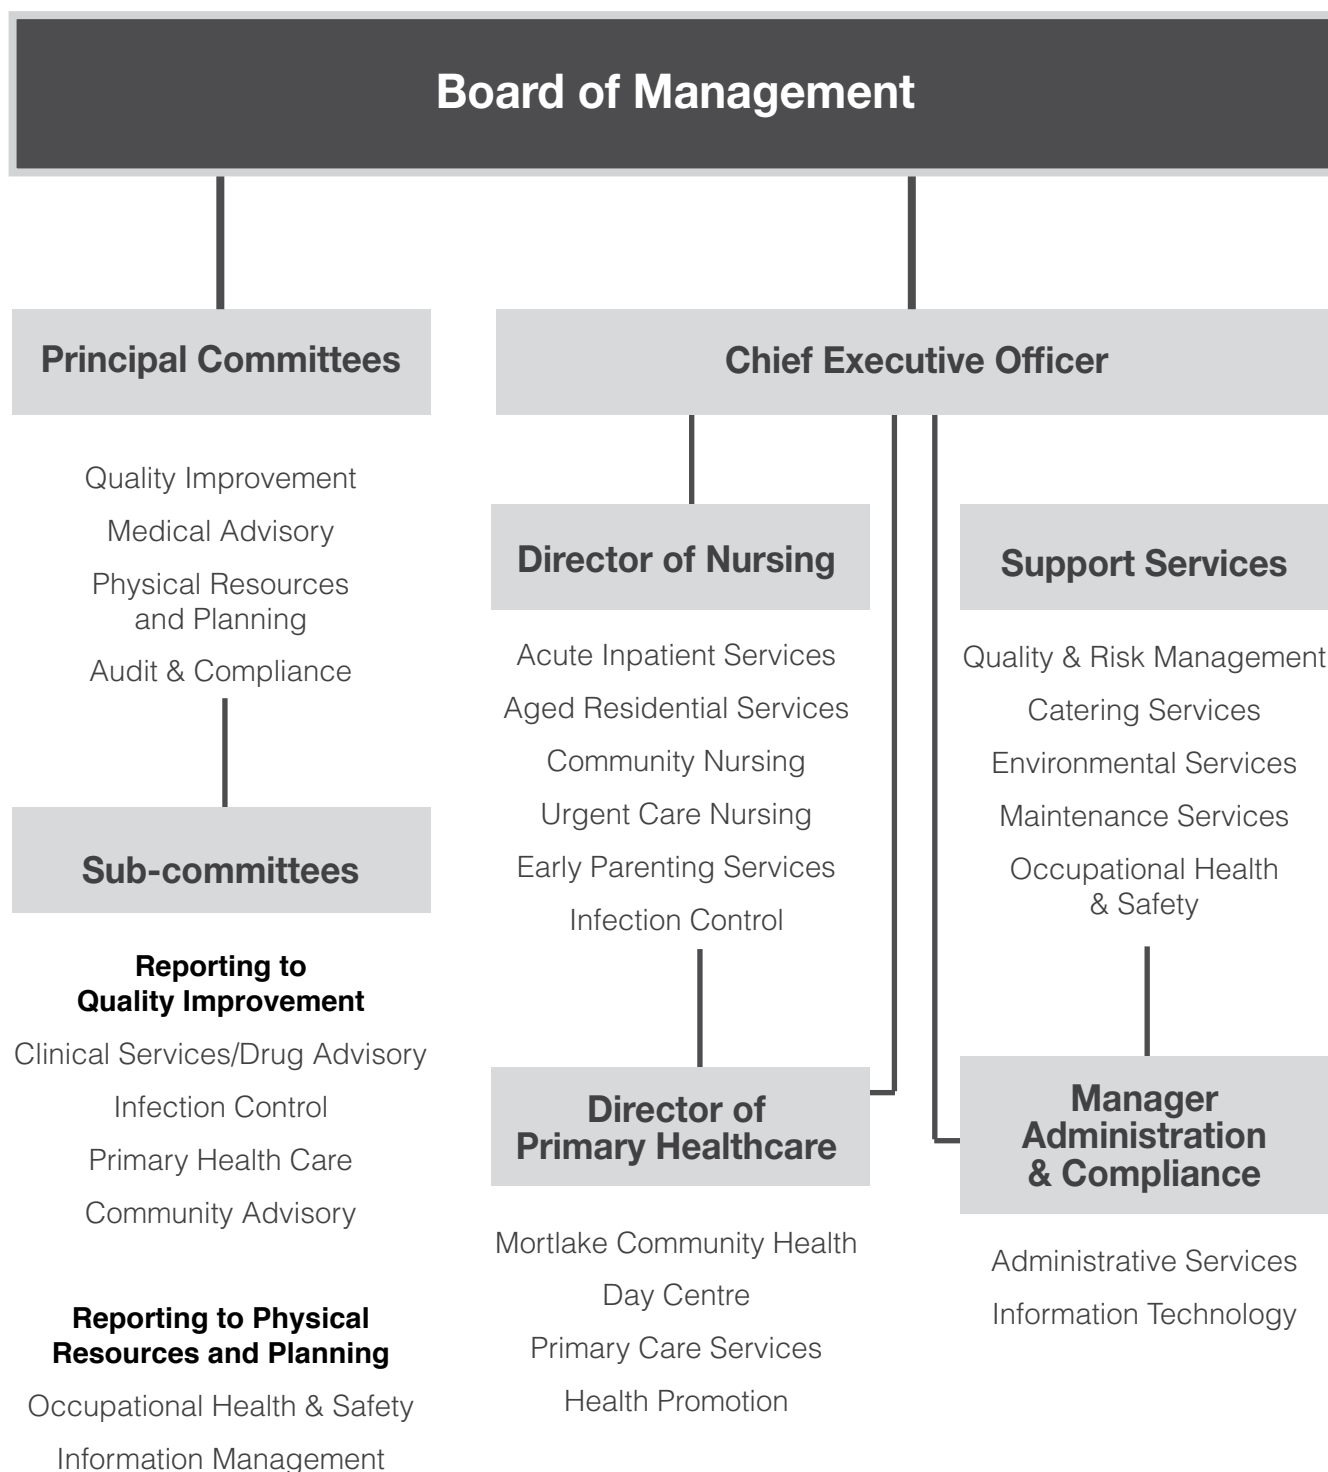 Board of Management
Principal Committees
Quality Improvement
Medical Advisory
Physical Resources
and Planning
Audit & Compliance
Sub-committees
Reporting to
Quality Improvement
Clinical Services/Drug Advisory
Infection Control
Primary Health Care
Community Advisory
Reporting to Physical
Resources and Planning
Occupational Health & Safety
Information Management
Chief Executive Officer
Director of Nursing
Acute Inpatient Services
Aged Residential Services
Community Nursing
Urgent Care Nursing
Early Parenting Services
Infection Control
Director of
Primary Healthcare
Mortlake Community Health
Day Centre
Primary Care Services
Health Promotion
Support Services
Quality & Risk Management
Catering Services
Environmental Services
Maintenance Services
Occupational Health
& Safety
Manager
Administration
& Compliance
Administrative Services
Information Technology